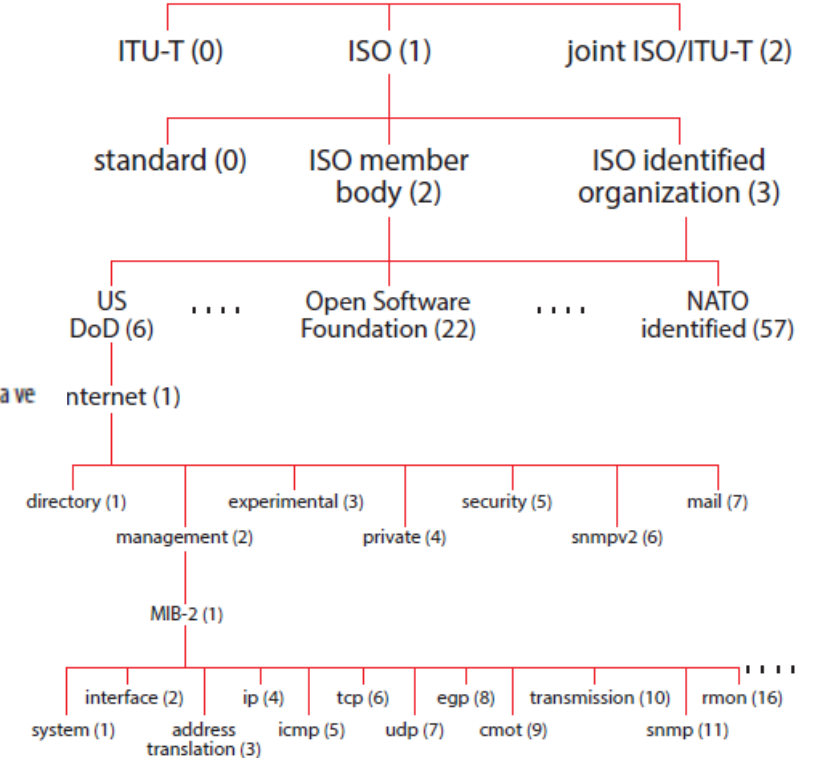 ITU-T (0) ISO (1) joint ISO/ITU-T (2)
standard (0) ISO member ISO identified
body (2) organization (3)
US Open Software NATO
DoD (6) Foundation (22) identified (57)
a ve nternet (1)
directory (1) experimental (3) security (5) mail (7)
management (2) private (4) snmpv2 (6)
MIB-2 (1)
interface (2) ip (4) tcp (6) egp (8) transmission (10) rmon (16)
system (1) address icmp (5) udp (7) cmot (9) snmp (11)
translation (3)